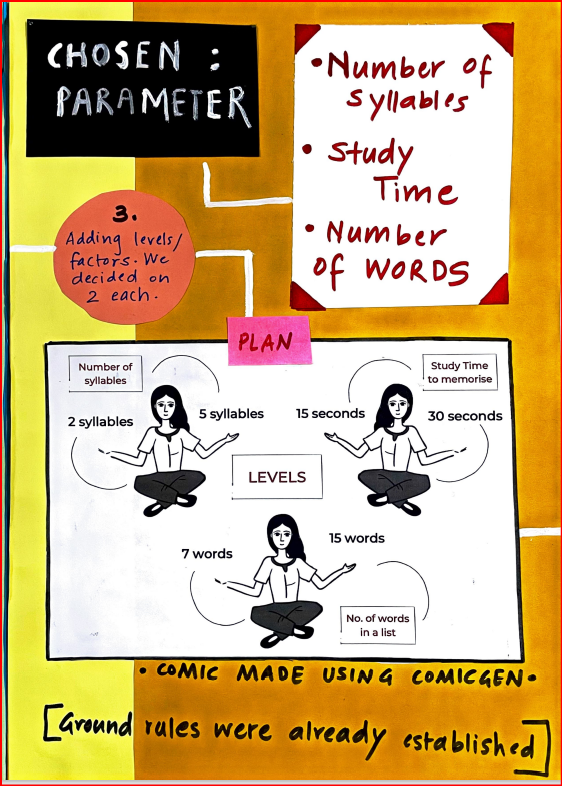 CHOSEN :
PARAMETER
• Number of
syllables
• Study
Time
• Number
of WORDS
3.
Adding levels/
factors. We
decided on
2 each.
PLAN
Number of
syllables
2 syllables
5 syllables
Study Time
to memorise
15 seconds
30 seconds
LEVELS
7 words
15 words
No. of words
in a list
• COMIC MADE USING COMICGEN •
[Ground rules were already established]